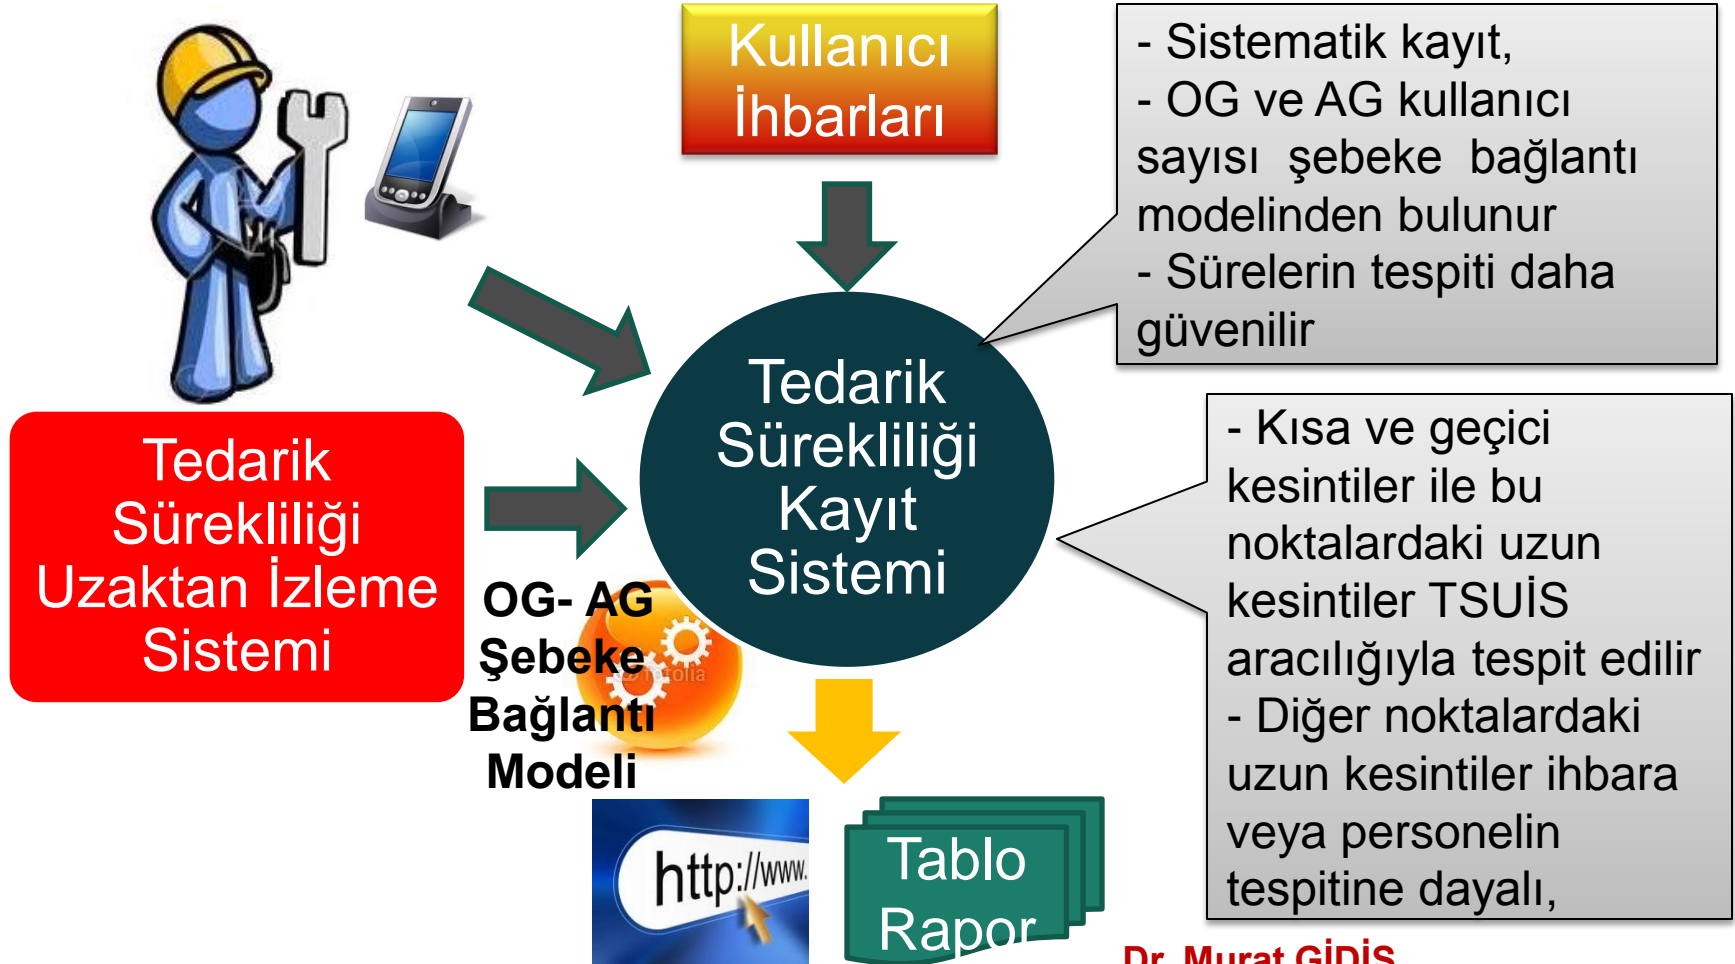 Kullanıcı
İhbarları
- Sistematik kayıt,
- OG ve AG kullanıcı
sayısı şebeke bağlantı
modelinden bulunur
- Sürelerin tespiti daha
güvenilir
Tedarik
Sürekliliği
Uzaktan İzleme
Sistemi
Tedarik
Sürekliliği
Kayıt
Sistemi
- Kısa ve geçici
kesintiler ile bu
noktalardaki uzun
kesintiler TSUİS
aracılığıyla tespit edilir
- Diğer noktalardaki
uzun kesintiler ihbara
veya personelin
tespitine dayalı,
OG- AG
Şebeke
Bağlantı
Modeli
http://www.
Tablo
Rapor
Dr. Murat GİDİŞ